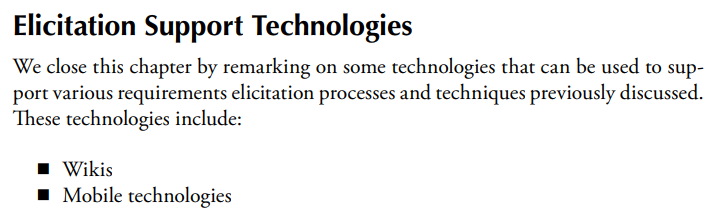 Elicitation Support Technologies
We close this chapter by remarking on some technologies that can be used to sup-
port various requirements elicitation processes and techniques previously discussed.
These technologies include:
■ Wikis
■ Mobile technologies